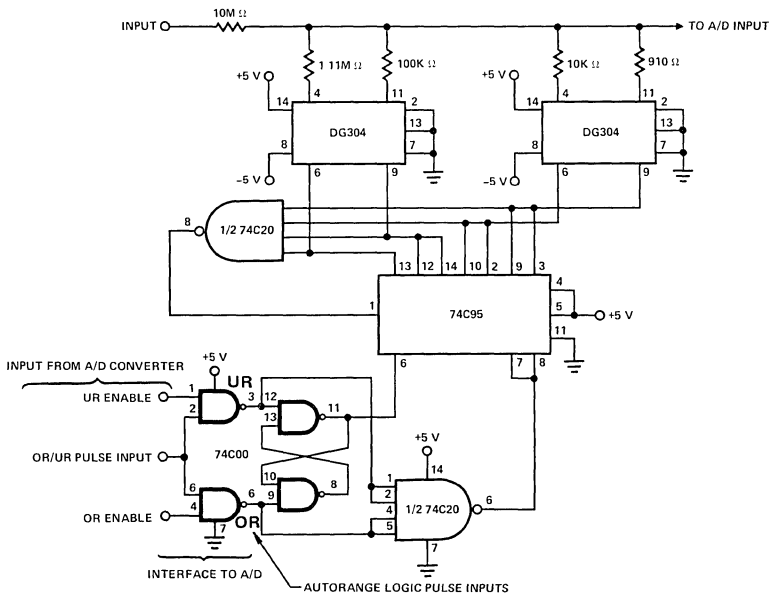 10M Ω
INPUT
TO A/D INPUT
1 11M Ω
100K Ω
10K Ω
910 Ω
+5 V
4
11
+5 V
4
11
14
2
14
2
DG304
13
DG304
13
8
7
8
7
-5 V
6
9
-5 V
6
9
8
1/2 74C20
13
12
14
10
2
9
3
4
1
74C95
5
+5 V
11
6
7
8
INPUT FROM A/D CONVERTER
+5 V
UR
1
3
12
11
UR ENABLE
2
13
OR/UR PULSE INPUT
74C00
+5 V
14
10
8
1
6
6
9
2
1/2 74C20
6
OR ENABLE
4
OR
4
5
7
7
INTERFACE TO A/D
AUTORANGE LOGIC PULSE INPUTS